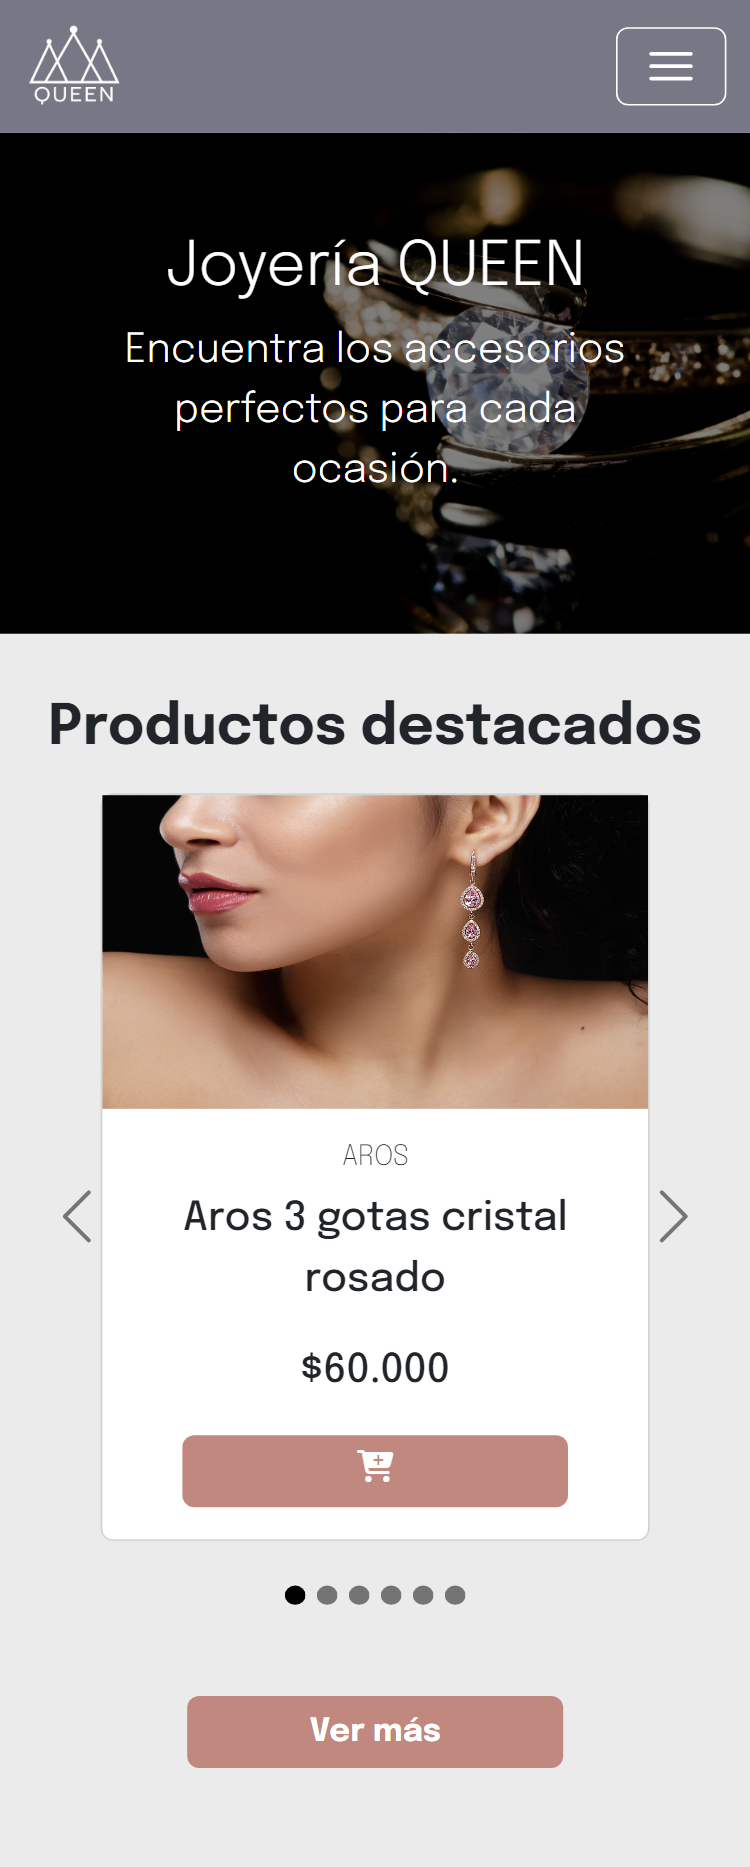 QUEEN
Joyería QUEEN
Encuentra los accesorios
perfectos para cada
ocasión.
Productos destacados
AROS
Aros 3 gotas cristal
rosado
$60.000
Ver más